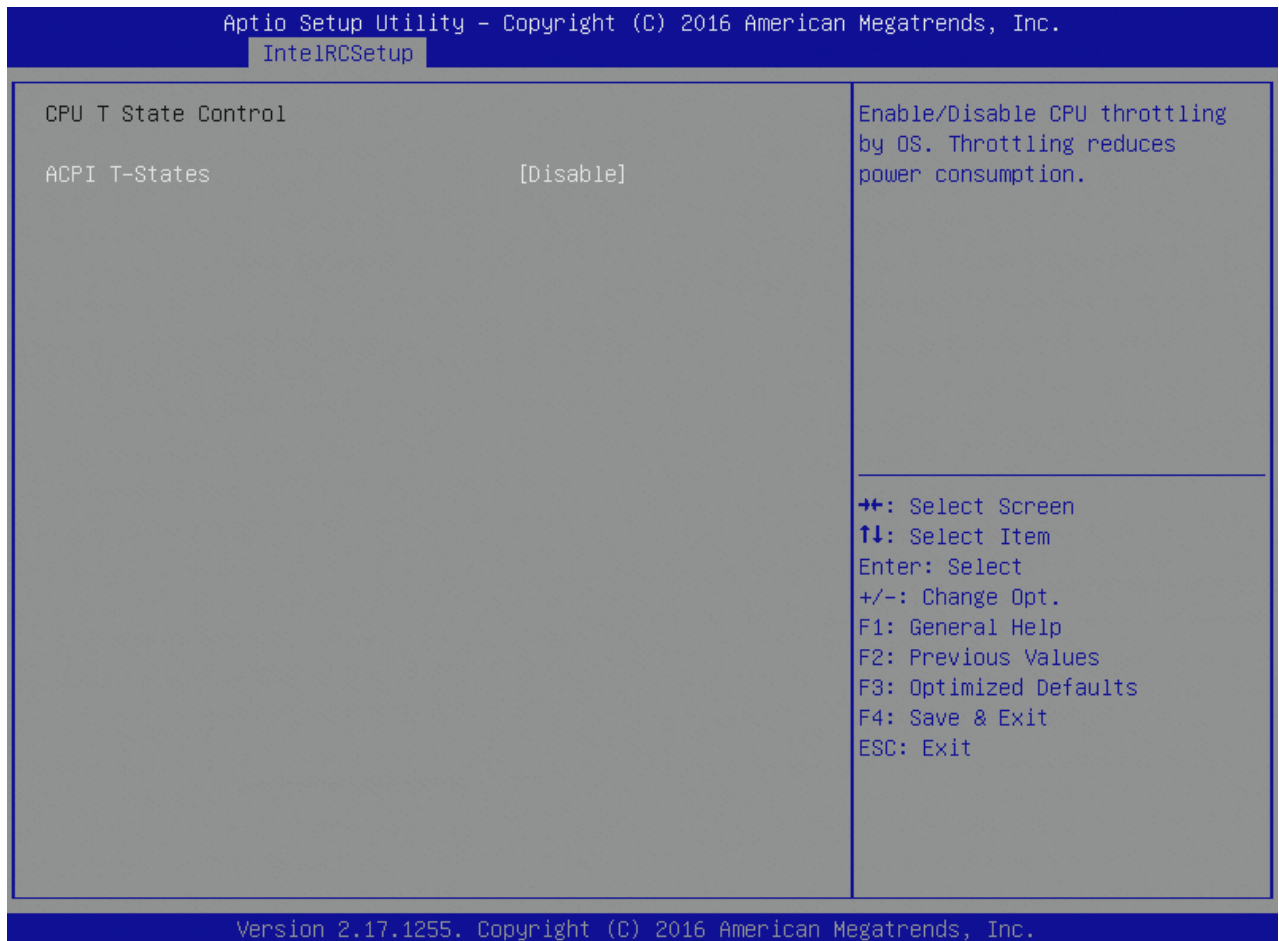 Aptio Setup Utility – Copyright (C) 2016 American Megatrends, Inc.
IntelRCSetup
CPU T State Control
ACPI T-States [Disable]
Enable/Disable CPU throttling
by OS. Throttling reduces
power consumption.
→←: Select Screen
↑↓: Select Item
Enter: Select
+/-: Change Opt.
F1: General Help
F2: Previous Values
F3: Optimized Defaults
F4: Save & Exit
ESC: Exit
Version 2.17.1255. Copyright (C) 2016 American Megatrends, Inc.